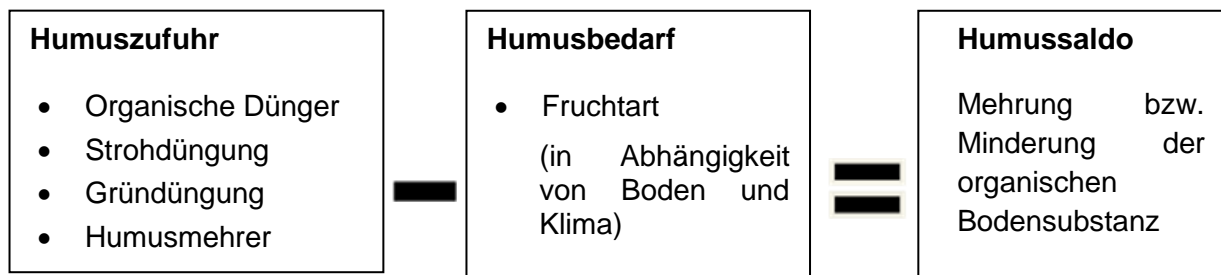 Humuszufuhr
• Organische Dünger
• Strohdüngung
• Gründüngung
• Humusmehrer
Humusbedarf
• Fruchtart
(in Abhängigkeit
von Boden und
Klima)
Humussaldo
Mehrung bzw.
Minderung der
organischen
Bodensubstanz